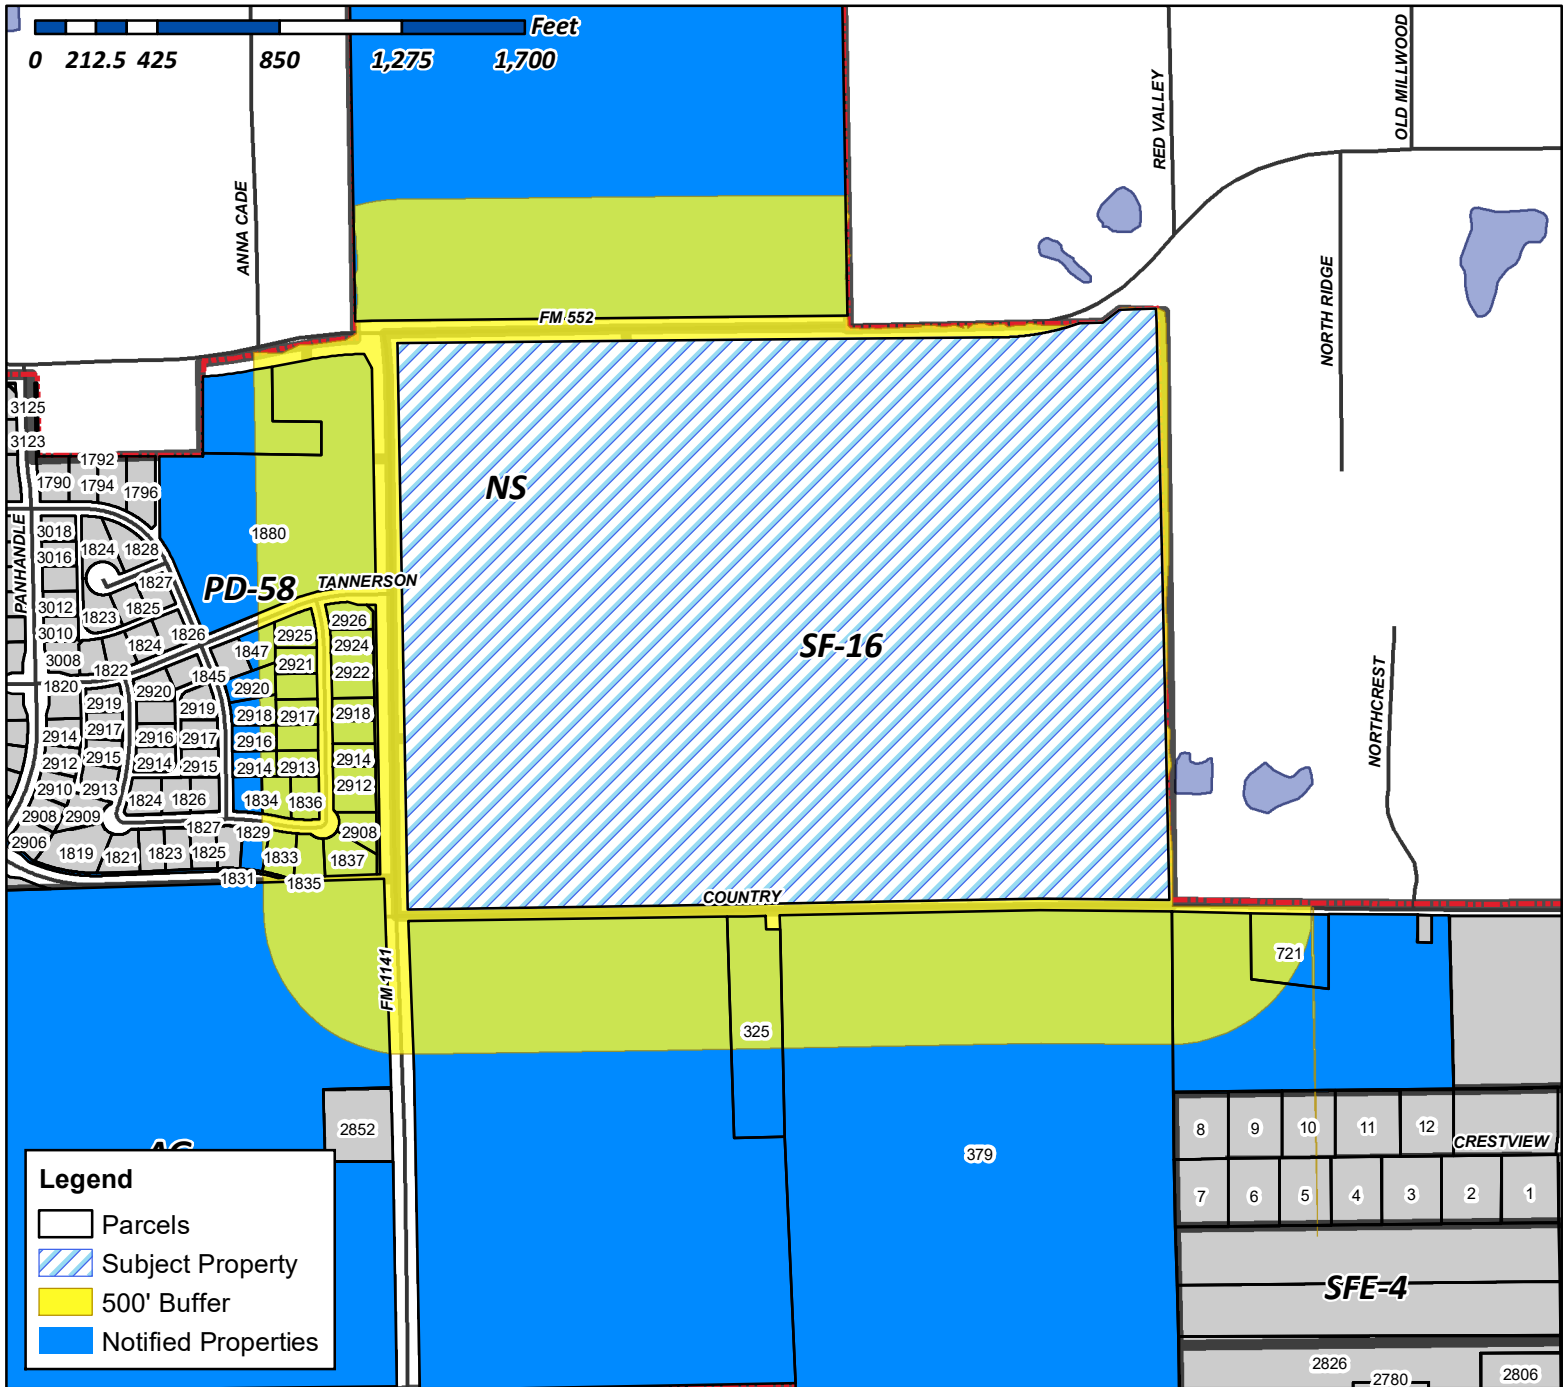 Feet
0 212.5 425 850 1,275 1,700
OLD MILLWOOD
RED VALLEY
ANNA CADE
NORTH RIDGE
FM 552
3125
3123
1792
1790 1794 1796
NS
PANHANDLE
3018
3016
1824 1828
1880
1827
PD-58
TANNERSON
3012
1823 1825
3010
1826
2926
2925
2924
1824
1847
3008
1822
2921
2922
SF-16
1820
1845
2920
2920
2919
2919
2918 2917 2918
NORTHCREST
2914
2917
2916 2917
2916
2912
2915
2914 2915
2914 2913
2914
2910 2913
2912
1824 1826
1834 1836
2908 2909
1827
1829
2908
2906
1819 1821 1823 1825
1833
1837
1831
1835
COUNTRY
FM 1141
721
325
2852
AG
379
8 9 10 11 12
CRESTVIEW
7 6 5 4 3 2 1
SFE-4
2826
2780
2806
Legend
Parcels
Subject Property
500' Buffer
Notified Properties